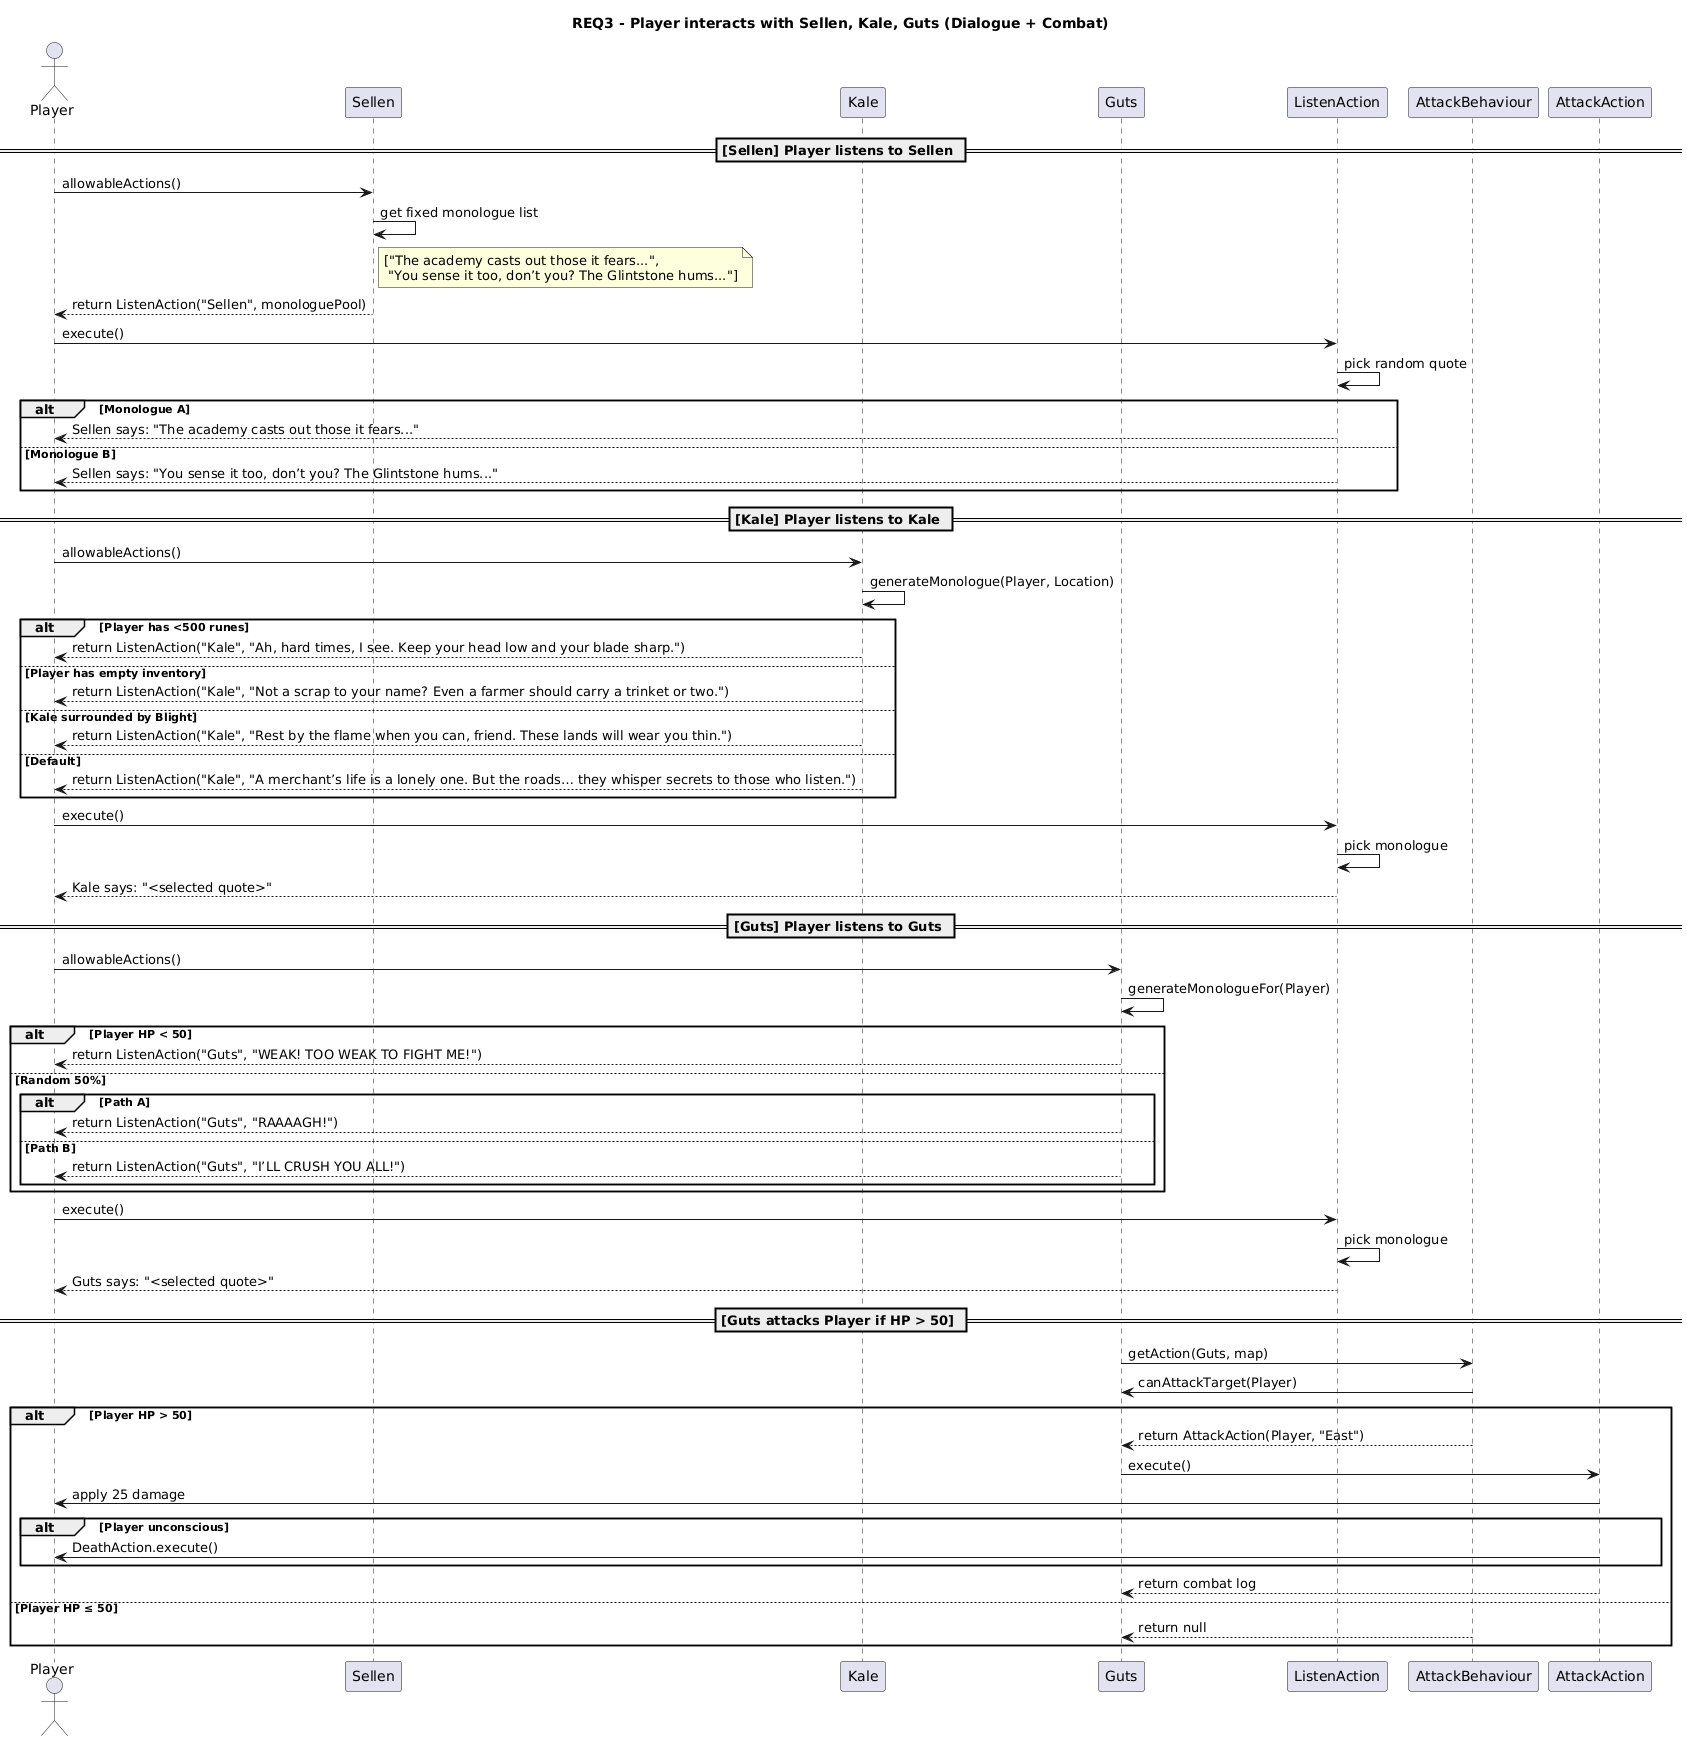 REQ3 - Player interacts with Sellen, Kale, Guts (Dialogue + Combat)
Player
Sellen
Kale
Guts
ListenAction
AttackBehaviour
AttackAction
[Sellen] Player listens to Sellen
allowableActions()
get fixed monologue list
["The academy casts out those it fears...",
"You sense it too, don’t you? The Glintstone hums..."]
return ListenAction("Sellen", monologuePool)
execute()
pick random quote
alt [Monologue A]
Sellen says: "The academy casts out those it fears..."
[Monologue B]
Sellen says: "You sense it too, don’t you? The Glintstone hums..."
[Kale] Player listens to Kale
allowableActions()
generateMonologue(Player, Location)
alt [Player has <500 runes]
return ListenAction("Kale", "Ah, hard times, I see. Keep your head low and your blade sharp.")
[Player has empty inventory]
return ListenAction("Kale", "Not a scrap to your name? Even a farmer should carry a trinket or two.")
[Kale surrounded by Blight]
return ListenAction("Kale", "Rest by the flame when you can, friend. These lands will wear you thin.")
[Default]
return ListenAction("Kale", "A merchant’s life is a lonely one. But the roads... they whisper secrets to those who listen.")
execute()
pick monologue
Kale says: "<selected quote>"
[Guts] Player listens to Guts
allowableActions()
generateMonologueFor(Player)
alt [Player HP < 50]
return ListenAction("Guts", "WEAK! TOO WEAK TO FIGHT ME!")
[Random 50%]
alt [Path A]
return ListenAction("Guts", "RAAAAGH!")
[Path B]
return ListenAction("Guts", "I’LL CRUSH YOU ALL!")
execute()
pick monologue
Guts says: "<selected quote>"
[Guts attacks Player if HP > 50]
getAction(Guts, map)
canAttackTarget(Player)
alt [Player HP > 50]
return AttackAction(Player, "East")
execute()
apply 25 damage
alt [Player unconscious]
DeathAction.execute()
return combat log
[Player HP ≤ 50]
return null
Player
Sellen
Kale
Guts
ListenAction
AttackBehaviour
AttackAction